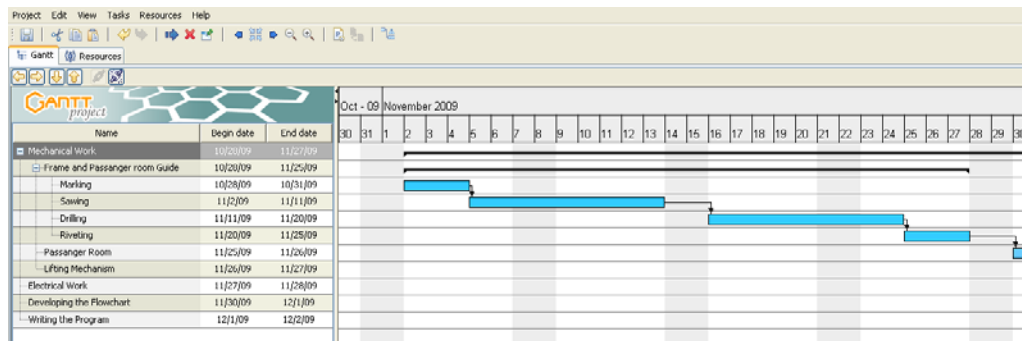 Project Edit View Tasks Resources Help
Gantt Resources
GANTT
project
Oct - 09 November 2009
Name Begin date End date
30 31 1 2 3 4 5 6 7 8 9 10 11 12 13 14 15 16 17 18 19 20 21 22 23 24 25 26 27 28 29
Mechanical Work 10/28/09 11/27/09
Frame and Passanger room Guide 10/28/09 11/25/09
Marking 10/28/09 10/31/09
Sawing 11/2/09 11/11/09
Drilling 11/11/09 11/20/09
Riveting 11/20/09 11/25/09
Passanger Room 11/25/09 11/26/09
Lifting Mechanism 11/26/09 11/27/09
Electrical Work 11/27/09 11/28/09
Developing the Flowchart 11/30/09 12/1/09
Writing the Program 12/1/09 12/2/09